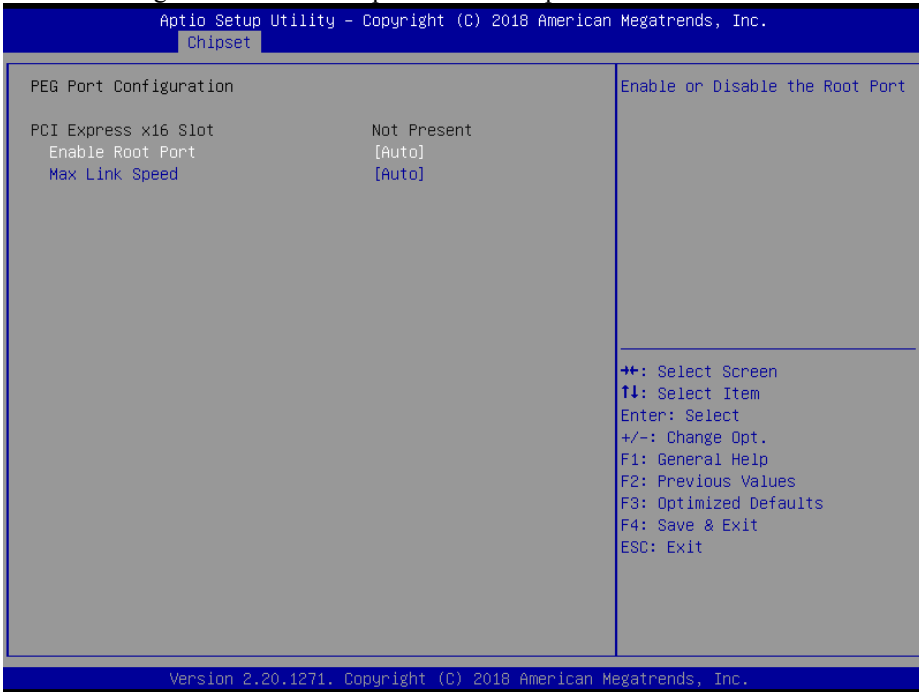 Aptio Setup Utility – Copyright (C) 2018 American Megatrends, Inc.
Chipset
PEG Port Configuration
PCI Express x16 Slot Not Present
Enable Root Port [Auto]
Max Link Speed [Auto]
Enable or Disable the Root Port
→←: Select Screen
↑↓: Select Item
Enter: Select
+/-: Change Opt.
F1: General Help
F2: Previous Values
F3: Optimized Defaults
F4: Save & Exit
ESC: Exit
Version 2.20.1271. Copyright (C) 2018 American Megatrends, Inc.